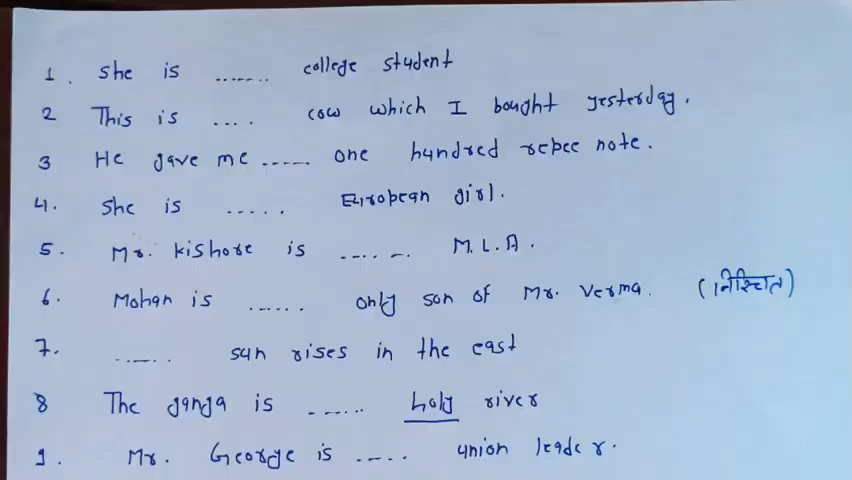 1. She is ....... college student
2 This is .... cow which I bought yesterday.
3 He gave me ..... one hundred rebee note.
4. She is ..... European girl.
5. Mr. Kishore is ..... M.L.A.
6. Mohan is ...... only son of Mr. Verma. (निश्चित)
7. ...... sun rises in the east
8 The ganga is ...... holy river
9. Mr. George is ..... union leader.